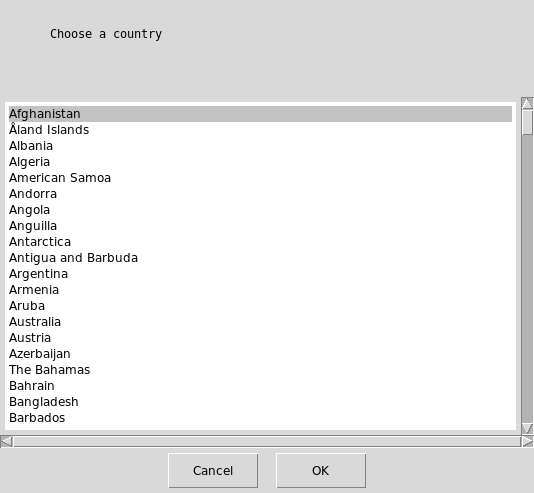 Choose a country
Afghanistan
Åland Islands
Albania
Algeria
American Samoa
Andorra
Angola
Anguilla
Antarctica
Antigua and Barbuda
Argentina
Armenia
Aruba
Australia
Austria
Azerbaijan
The Bahamas
Bahrain
Bangladesh
Barbados
Cancel OK